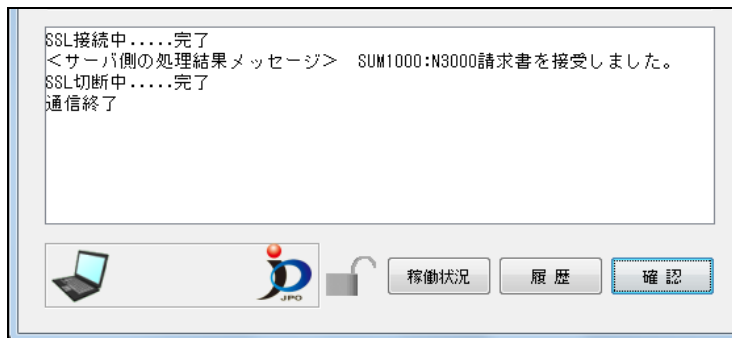 SSL接続中.....完了
＜サーバ側の処理結果メッセージ＞　SUM1000:N3000請求書を接受しました。
SSL切断中.....完了
通信終了
JPO
稼働状況
履 歴
確 認